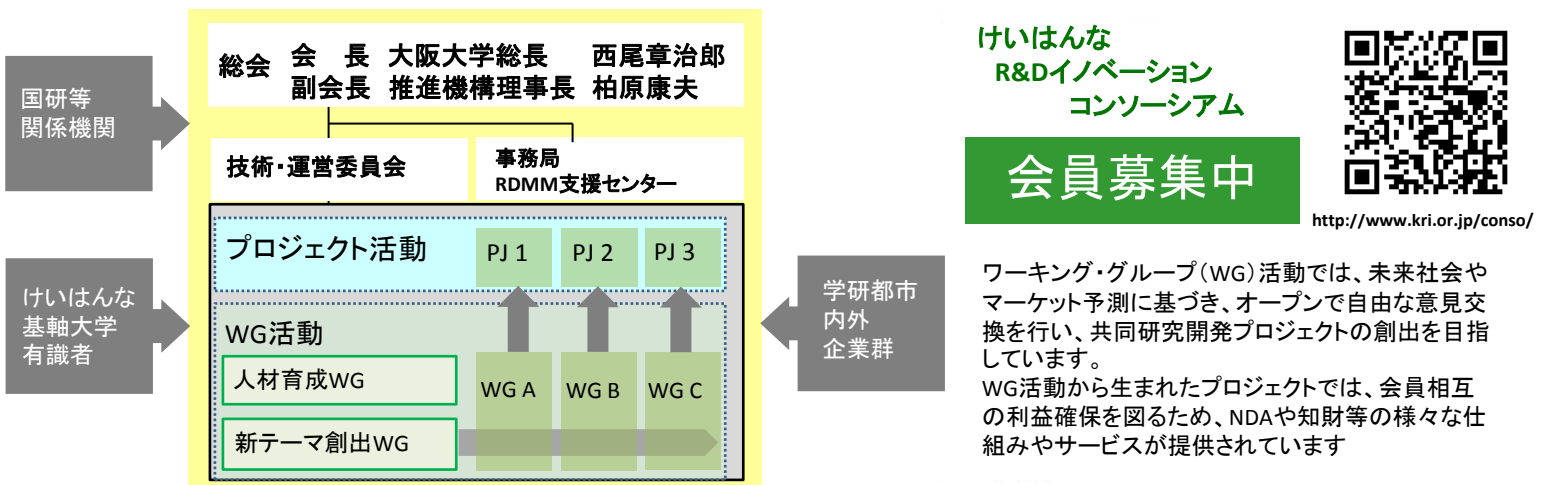 国研等
関係機関
けいはんな
基軸大学
有識者
総会 会 長 大阪大学総長 西尾章治郎
副会長 推進機構理事長 柏原康夫
技術・運営委員会
事務局
RDMM支援センター
プロジェクト活動
PJ 1
PJ 2
PJ 3
WG活動
人材育成WG
新テーマ創出WG
WG A
WG B
WG C
学研都市
内外
企業群
けいはんな
R&Dイノベーション
コンソーシアム
会員募集中
http://www.kri.or.jp/conso/
ワーキング・グループ(WG)活動では、未来社会や
マーケット予測に基づき、オープンで自由な意見交
換を行い、共同研究開発プロジェクトの創出を目指
しています。
WG活動から生まれたプロジェクトでは、会員相互
の利益確保を図るため、NDAや知財等の様々な仕
組みやサービスが提供されています